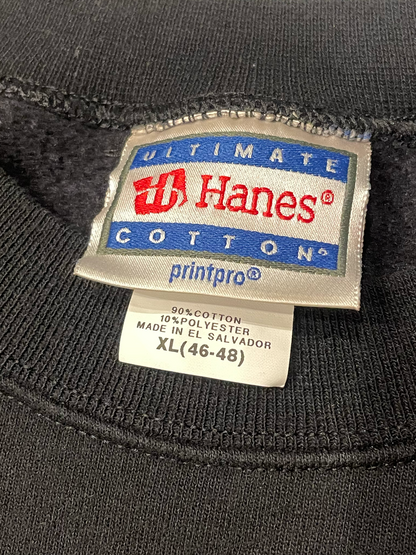 ULTIMATE
H Hanes®
COTTON®
printpro®
90%COTTON
10%POLYESTER
MADE IN EL SALVADOR
XL(46-48)